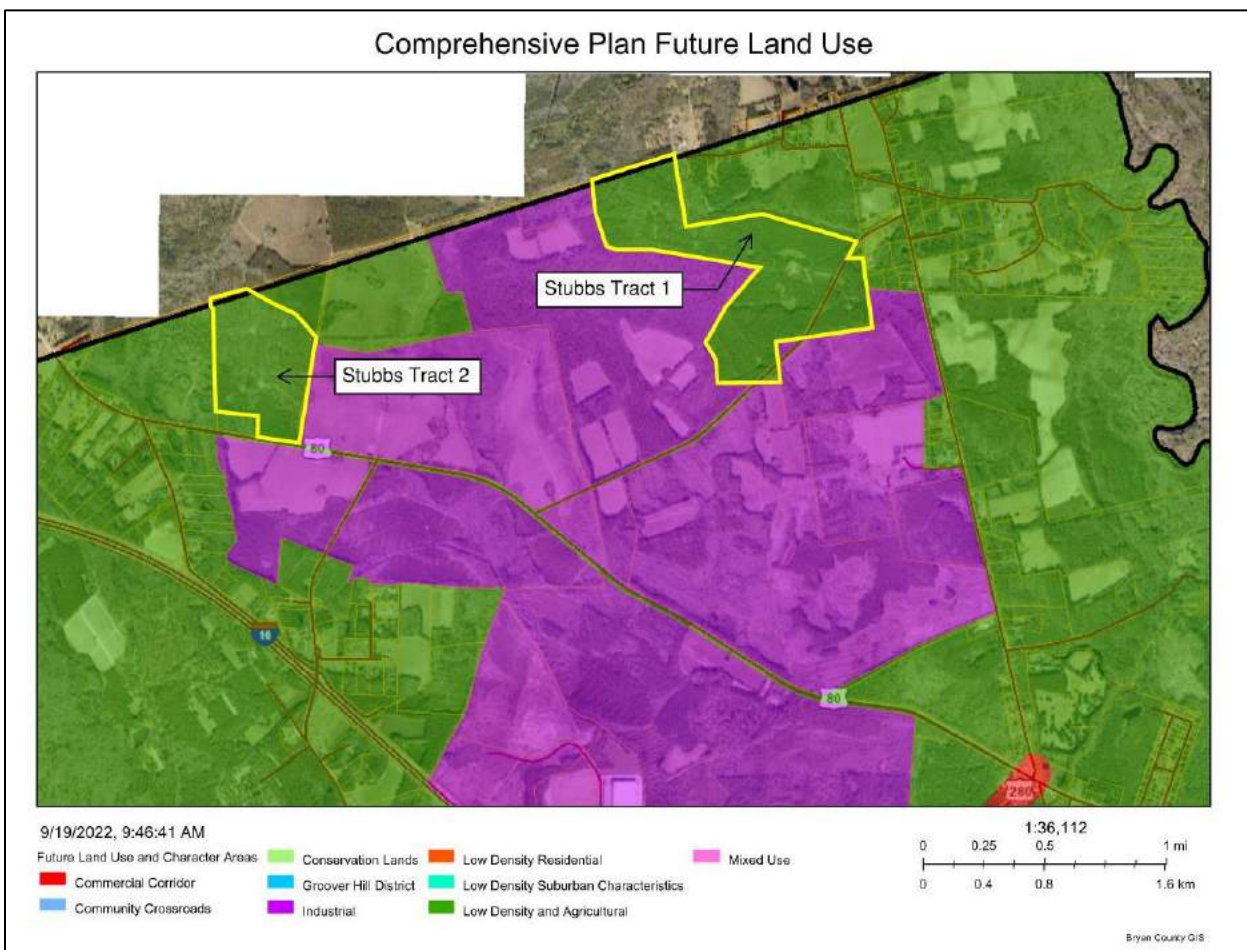 Comprehensive Plan Future Land Use
Stubbs Tract 1
Stubbs Tract 2
80
16
80
280
9/19/2022, 9:46:41 AM
Future Land Use and Character Areas
Commercial Corridor
Community Crossroads
Conservation Lands
Groover Hill District
Industrial
Low Density Residential
Low Density Suburban Characteristics
Low Density and Agricultural
Mixed Use
1:36,112
0 0.25 0.5 1 mi
0 0.4 0.8 1.6 km
Bryan County GIS